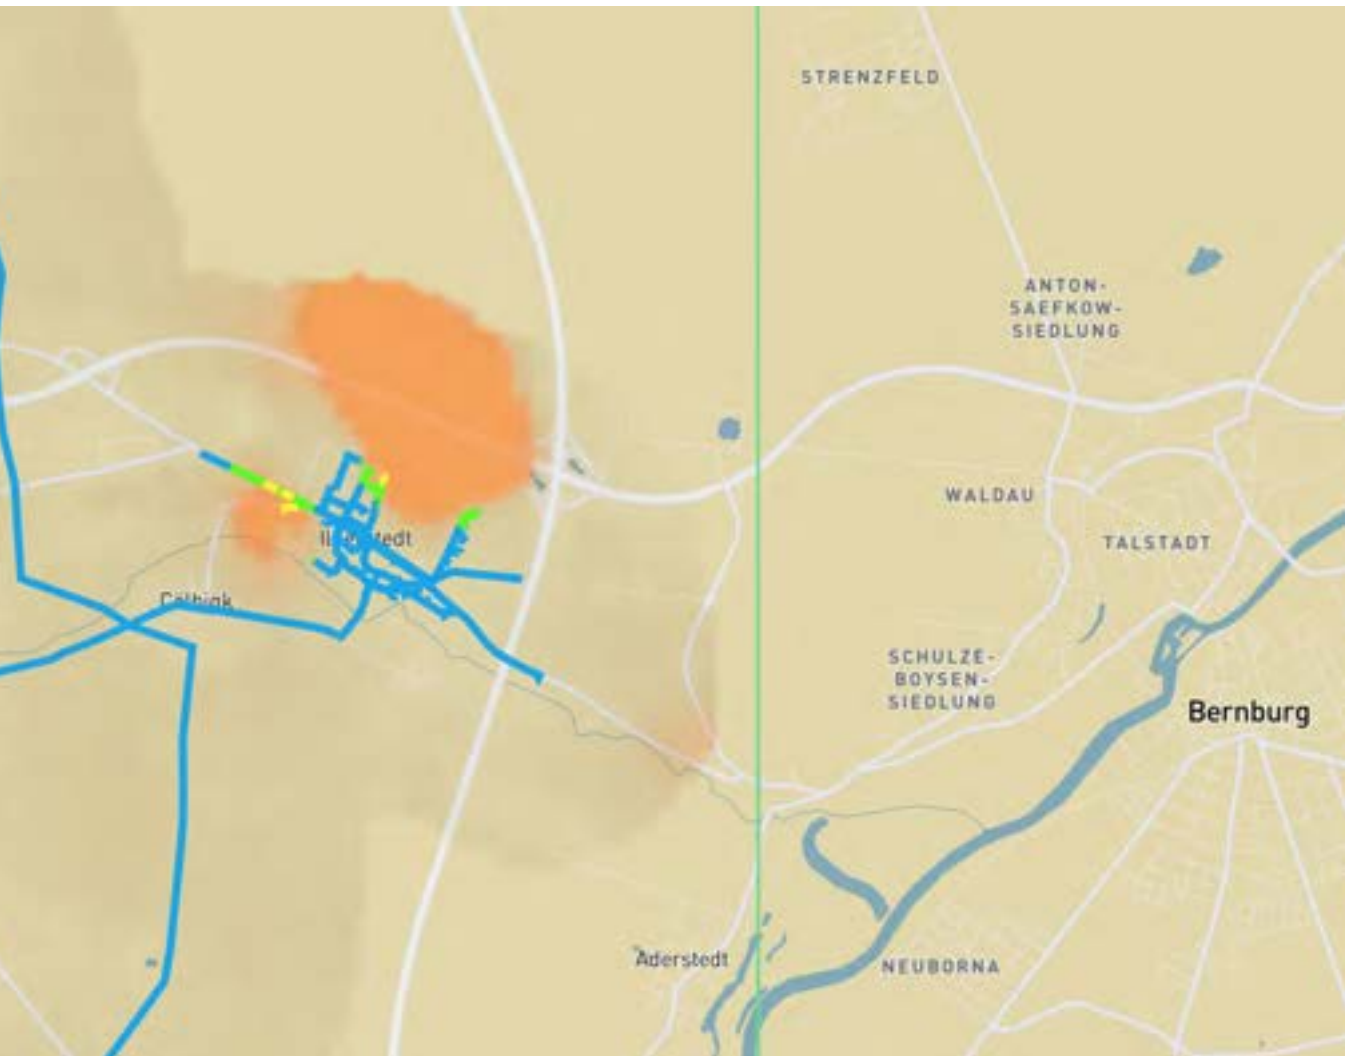 STRENZFELD
ANTON-
SAEFKOW-
SIEDLUNG
WALDAU
TALSTADT
SCHULZE-
BOYSEN-
SIEDLUNG
Bernburg
Aderstedt
NEUBORNA